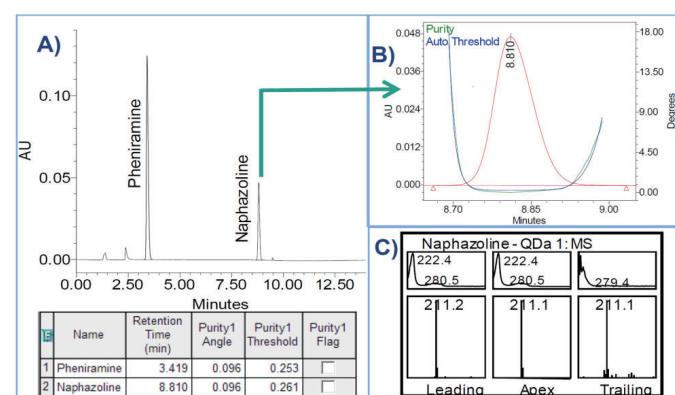 A)
0.10
0.05
0.00
AU
Pheniramine
Naphazoline
0.00 2.50 5.00 7.50 10.00 12.50
Minutes
Name Retention Time (min) Purity1 Angle Purity1 Threshold Purity1 Flag
1 Pheniramine 3.419 0.096 0.253
2 Naphazoline 8.810 0.096 0.261
B)
Purity
Auto Threshold
8.810
0.048
0.036
0.024
0.012
0.000
AU
18.00
13.50
9.00
4.50
0.00
Degrees
8.70 8.85 9.00
Minutes
C)
Naphazoline - QDa 1: MS
222.4 222.4
280.5 280.5 279.4
211.2 211.1 211.1
Leading Apex Trailing